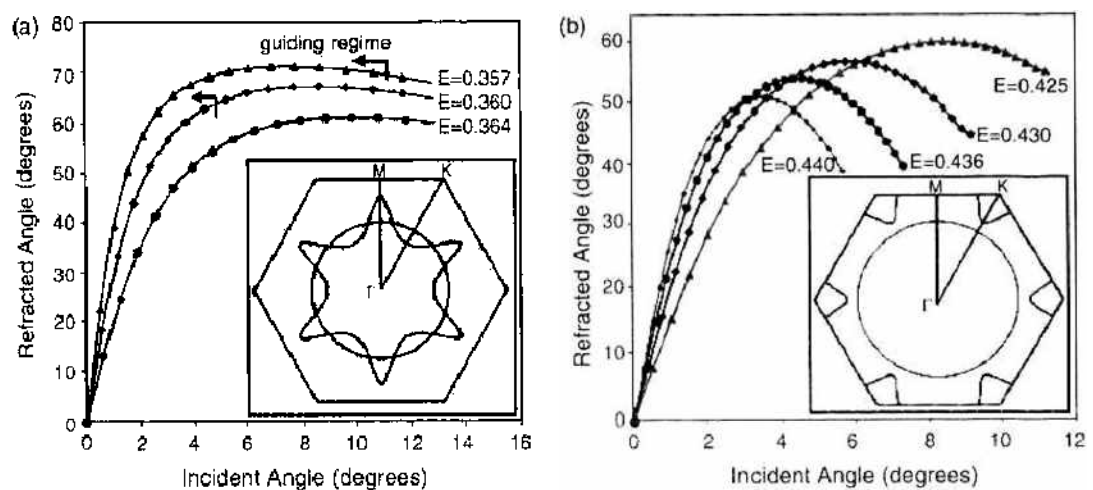 (a)
80
70
60
50
40
30
20
10
0
Refracted Angle (degrees)
guiding regime
E=0.357
E=0.360
E=0.364
M
K
Γ
0 2 4 6 8 10 12 14 16
Incident Angle (degrees)
(b)
60
50
40
30
20
10
0
Refracted Angle (degrees)
E=0.425
E=0.430
E=0.436
E=0.440
M
K
Γ
0 2 4 6 8 10 12
Incident Angle (degrees)